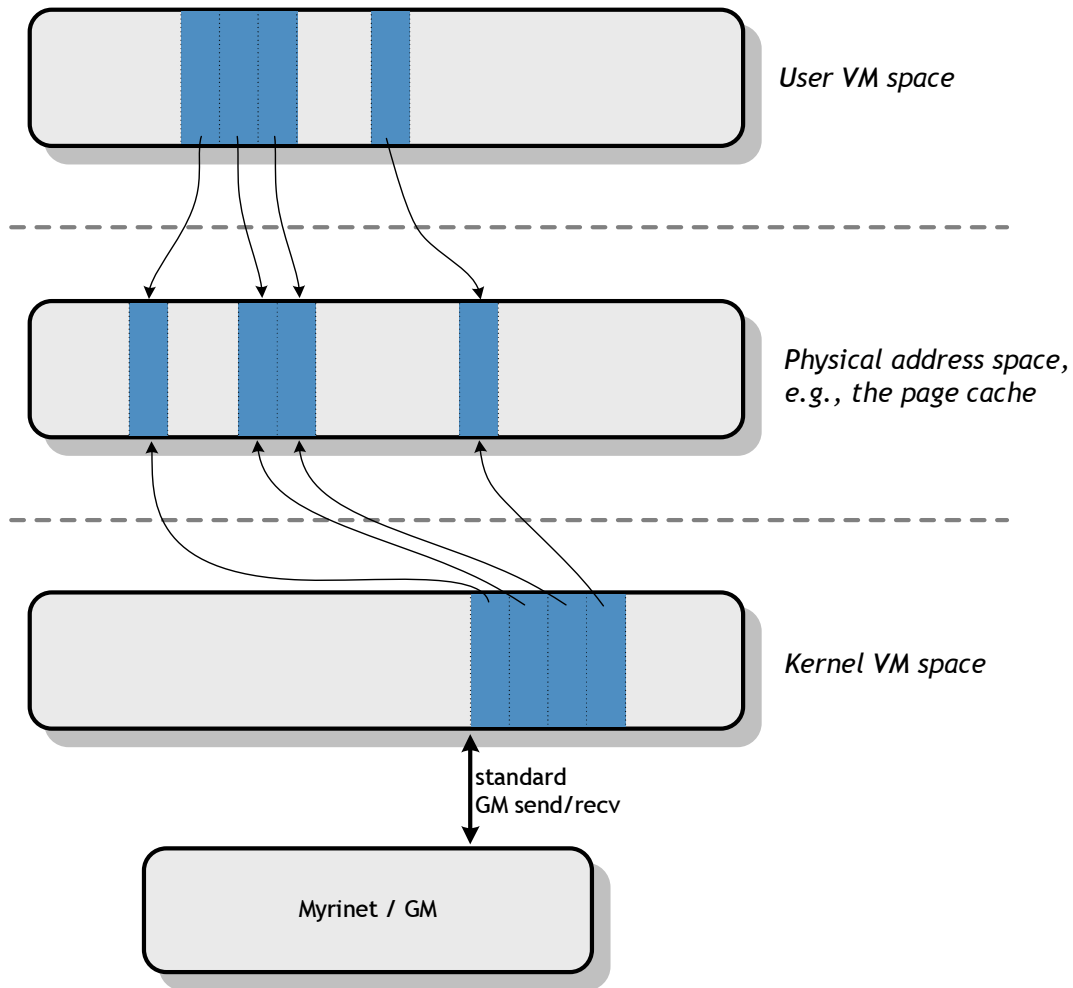 User VM space
Physical address space,
e.g., the page cache
Kernel VM space
standard
GM send/recv
Myrinet / GM